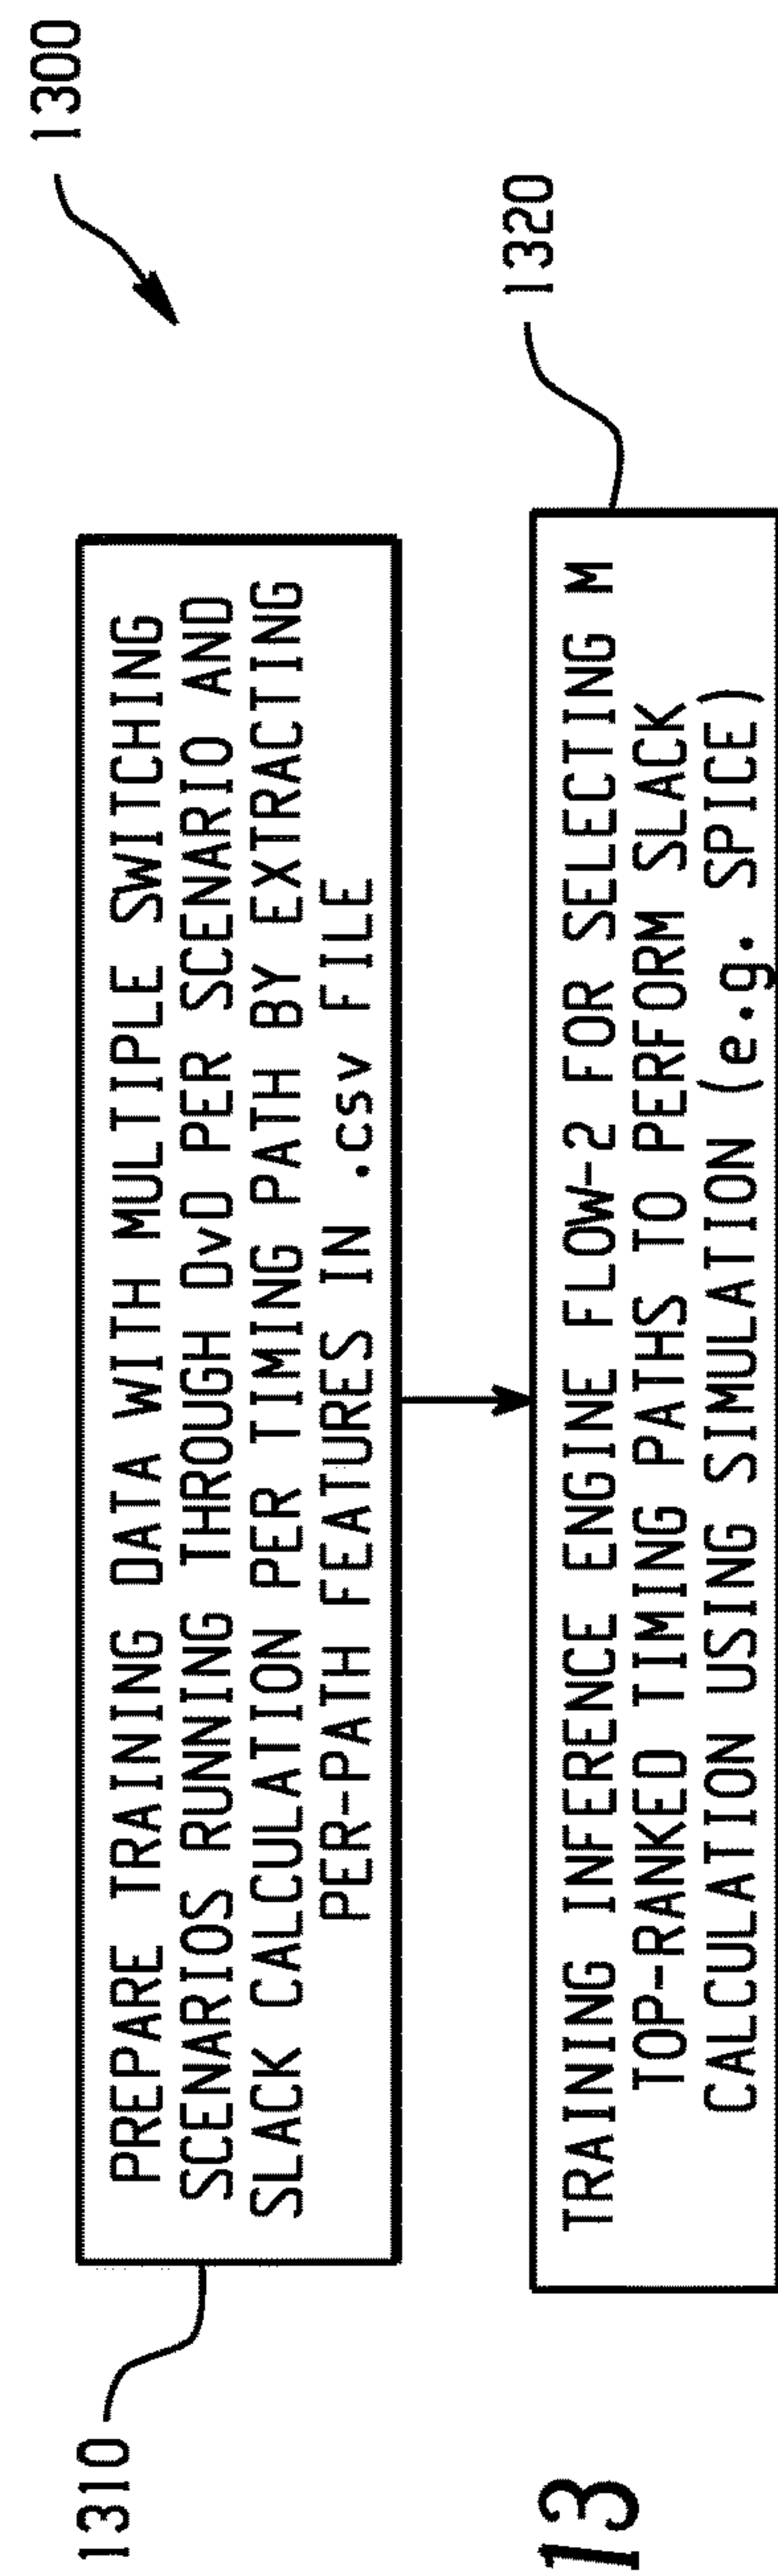 1300
1310
PREPARE TRAINING DATA WITH MULTIPLE SWITCHING
SCENARIOS RUNNING THROUGH DvD PER SCENARIO AND
SLACK CALCULATION PER TIMING PATH BY EXTRACTING
PER-PATH FEATURES IN .csv FILE
1320
TRAINING INFERENCE ENGINE FLOW-2 FOR SELECTING M
TOP-RANKED TIMING PATHS TO PERFORM SLACK
CALCULATION USING SIMULATION (e.g. SPICE)
13